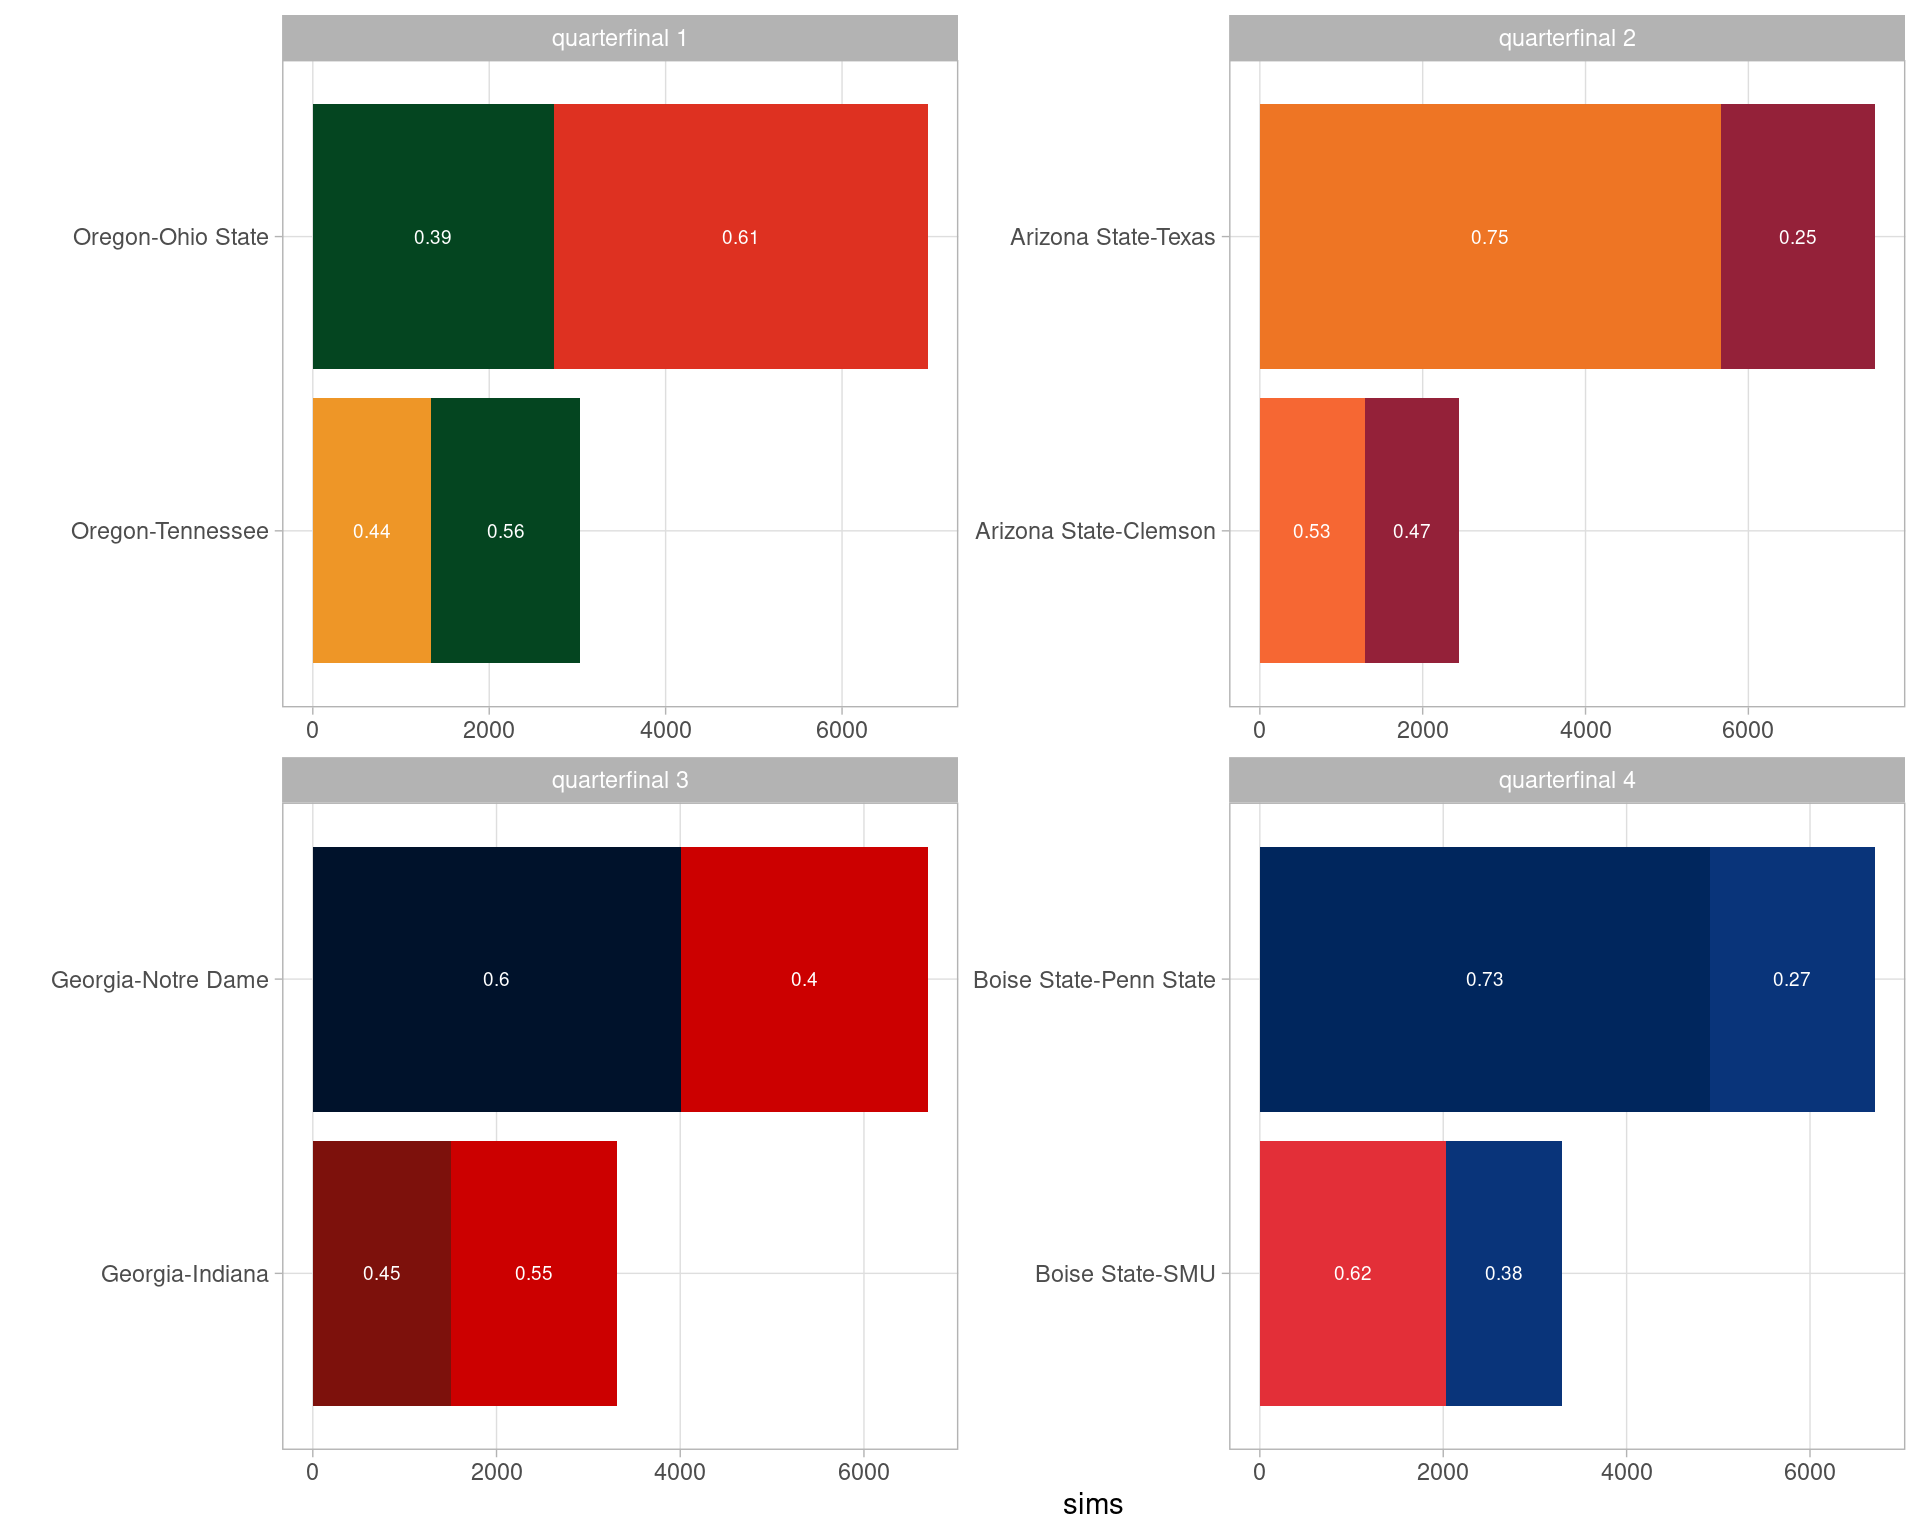 quarterfinal 1
Oregon-Ohio State
0.39
0.61
Oregon-Tennessee
0.44
0.56
0
2000
4000
6000
quarterfinal 2
Arizona State-Texas
0.75
0.25
Arizona State-Clemson
0.53
0.47
0
2000
4000
6000
quarterfinal 3
Georgia-Notre Dame
0.6
0.4
Georgia-Indiana
0.45
0.55
0
2000
4000
6000
quarterfinal 4
Boise State-Penn State
0.73
0.27
Boise State-SMU
0.62
0.38
0
2000
4000
6000
sims